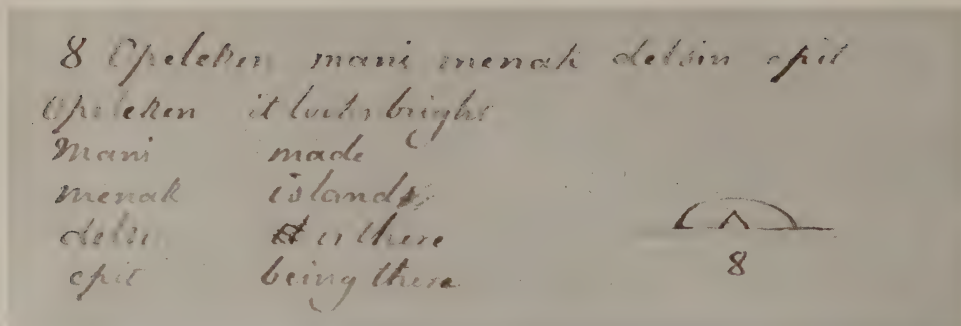 8 Opeleken mani menak delsin epit
Opeleken it looks bright
Mani made
menak islands
delsin is there
epit being there
8